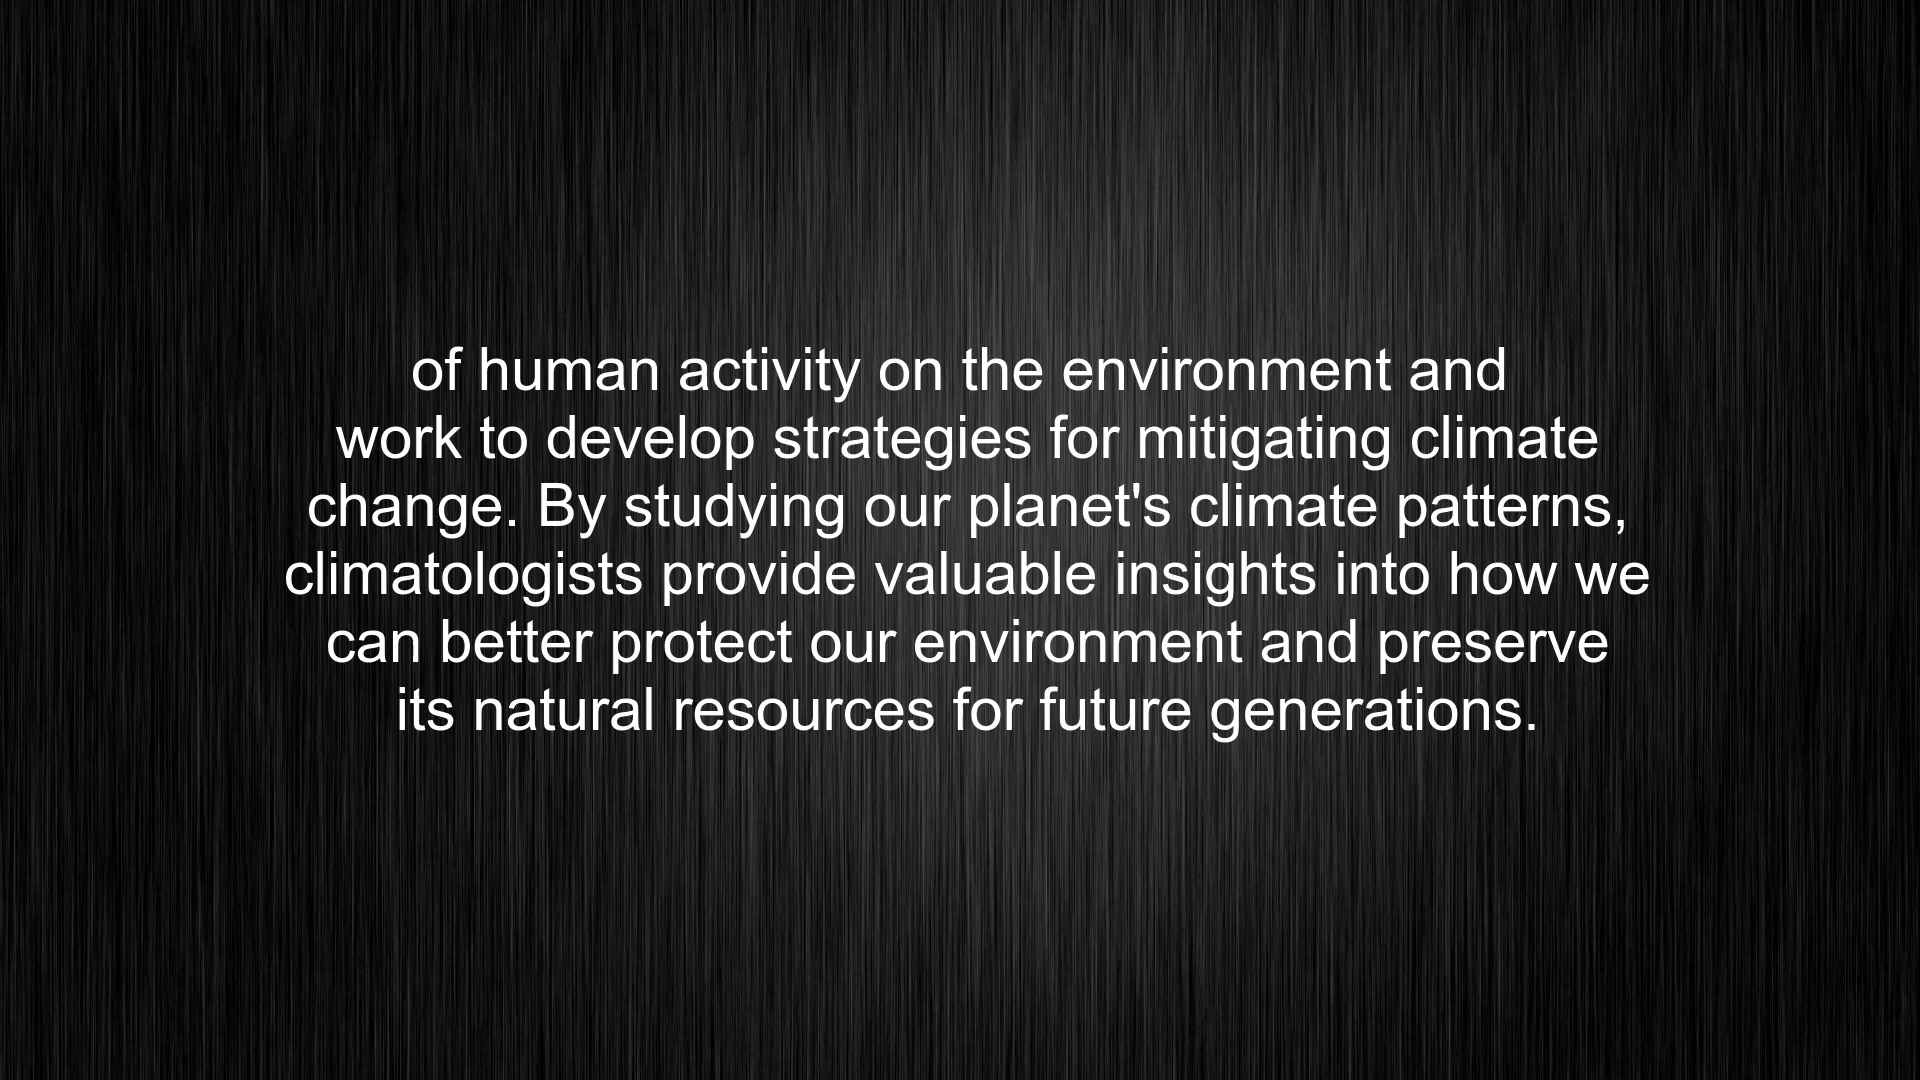 of human activity on the environment and
work to develop strategies for mitigating climate
change. By studying our planet's climate patterns,
climatologists provide valuable insights into how we
can better protect our environment and preserve
its natural resources for future generations.